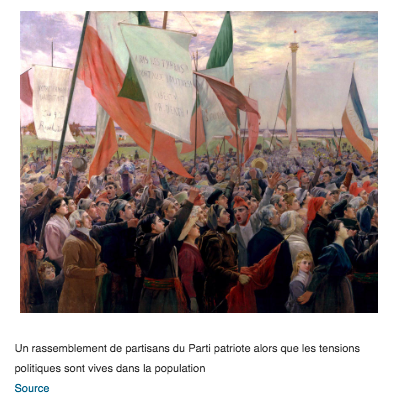 Un rassemblement de partisans du Parti patriote alors que les tensions
politiques sont vives dans la population
Source